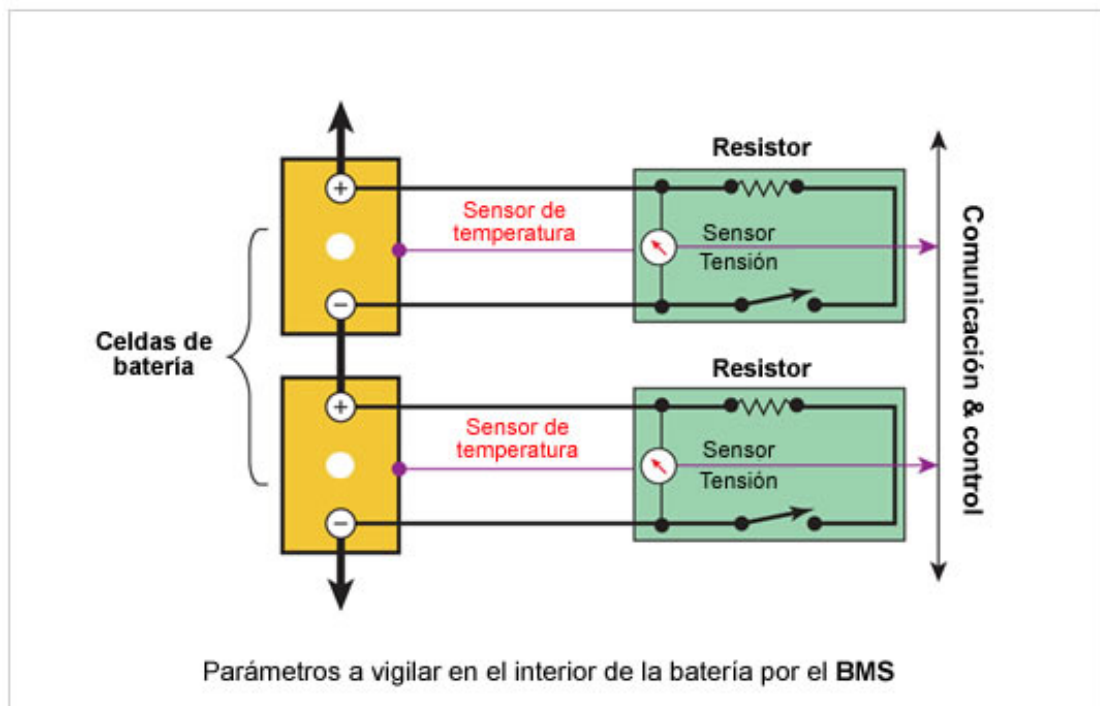 Resistor
+
Sensor de
temperatura
Sensor
Tensión
−
Celdas de
batería
Resistor
+
Sensor de
temperatura
Sensor
Tensión
−
Comunicación & control
Parámetros a vigilar en el interior de la batería por el BMS